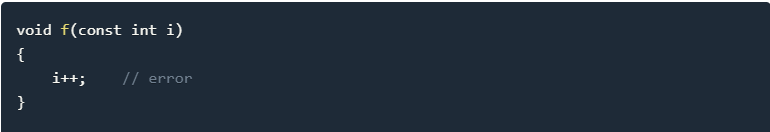 void f(const int i)
{
    i++;    // error
}